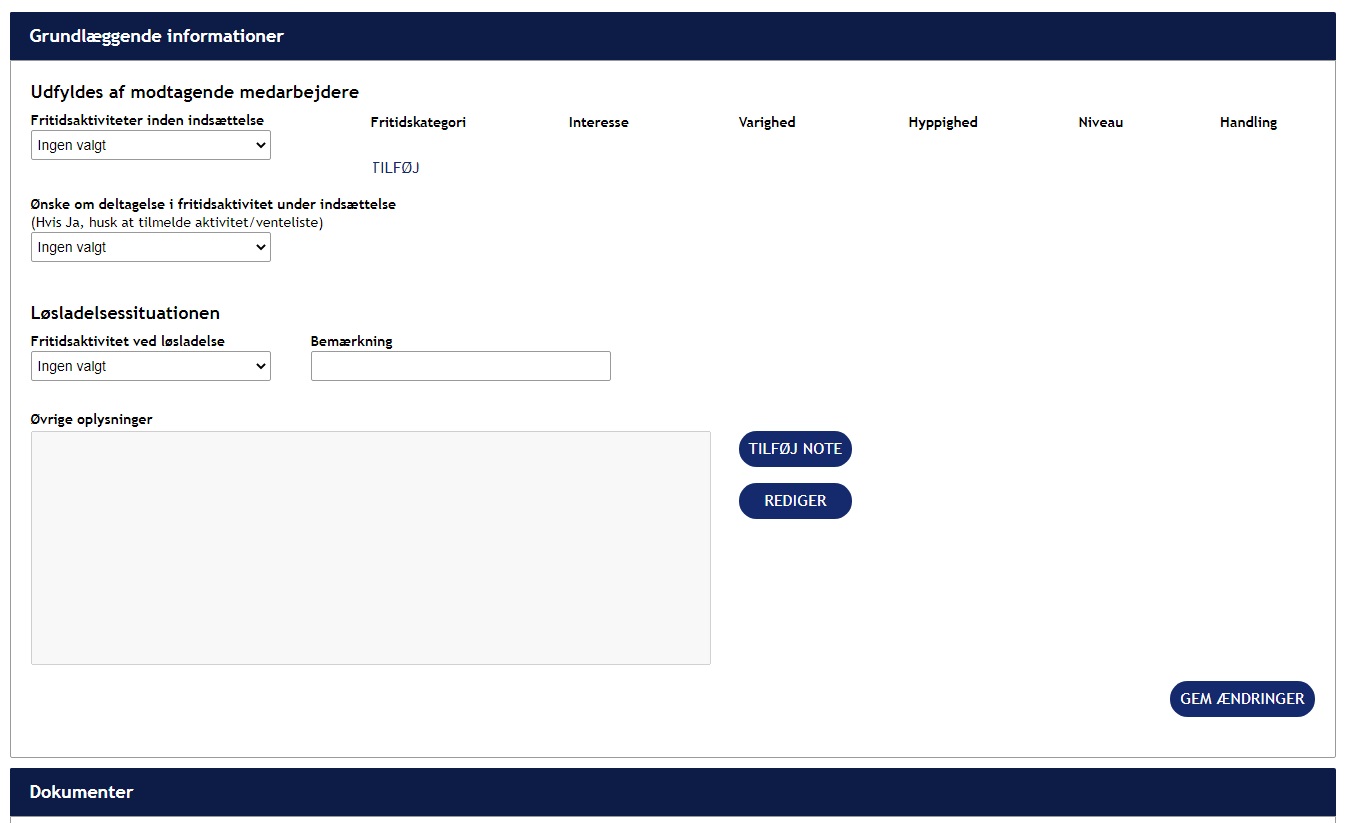 Grundlæggende informationer
Udfyldes af modtagende medarbejdere
Fritidsaktiviteter inden indsættelse
Ingen valgt
Fritidskategori Interesse Varighed Hyppighed Niveau Handling
TILFØJ
Ønske om deltagelse i fritidsaktivitet under indsættelse
(Hvis Ja, husk at tilmelde aktivitet/venteliste)
Ingen valgt
Løsladelsessituationen
Fritidsaktivitet ved løsladelse
Ingen valgt
Bemærkning
Øvrige oplysninger
TILFØJ NOTE
REDIGER
GEM ÆNDRINGER
Dokumenter